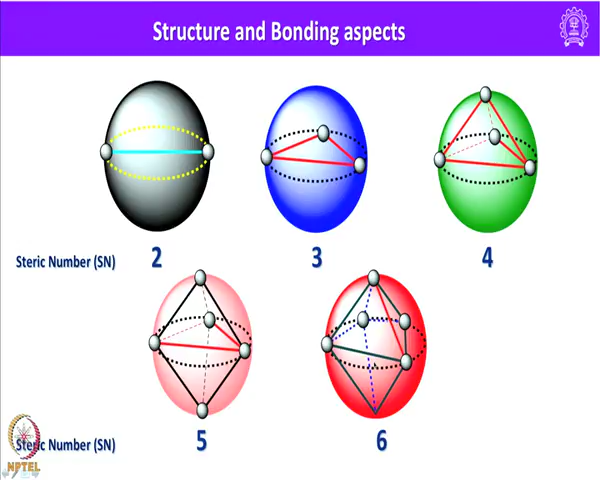 Structure and Bonding aspects
Steric Number (SN) 2 3 4
Steric Number (SN) 5 6
NPTEL